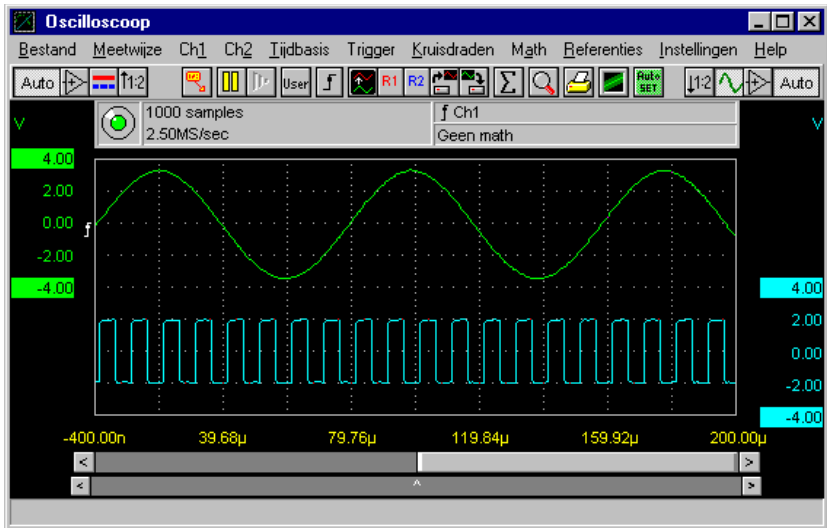 Oscilloscoop
Bestand Meetwijze Ch1 Ch2 Tijdbasis Trigger Kruisdraden Math Referenties Instellingen Help
Auto 1:2 User R1 R2 Σ Auto SET 1:2 Auto
1000 samples
2.50MS/sec
ƒ Ch1
Geen math
V
V
4.00
2.00
0.00
-2.00
-4.00
4.00
2.00
0.00
-2.00
-4.00
-400.00n 39.68µ 79.76µ 119.84µ 159.92µ 200.00µ